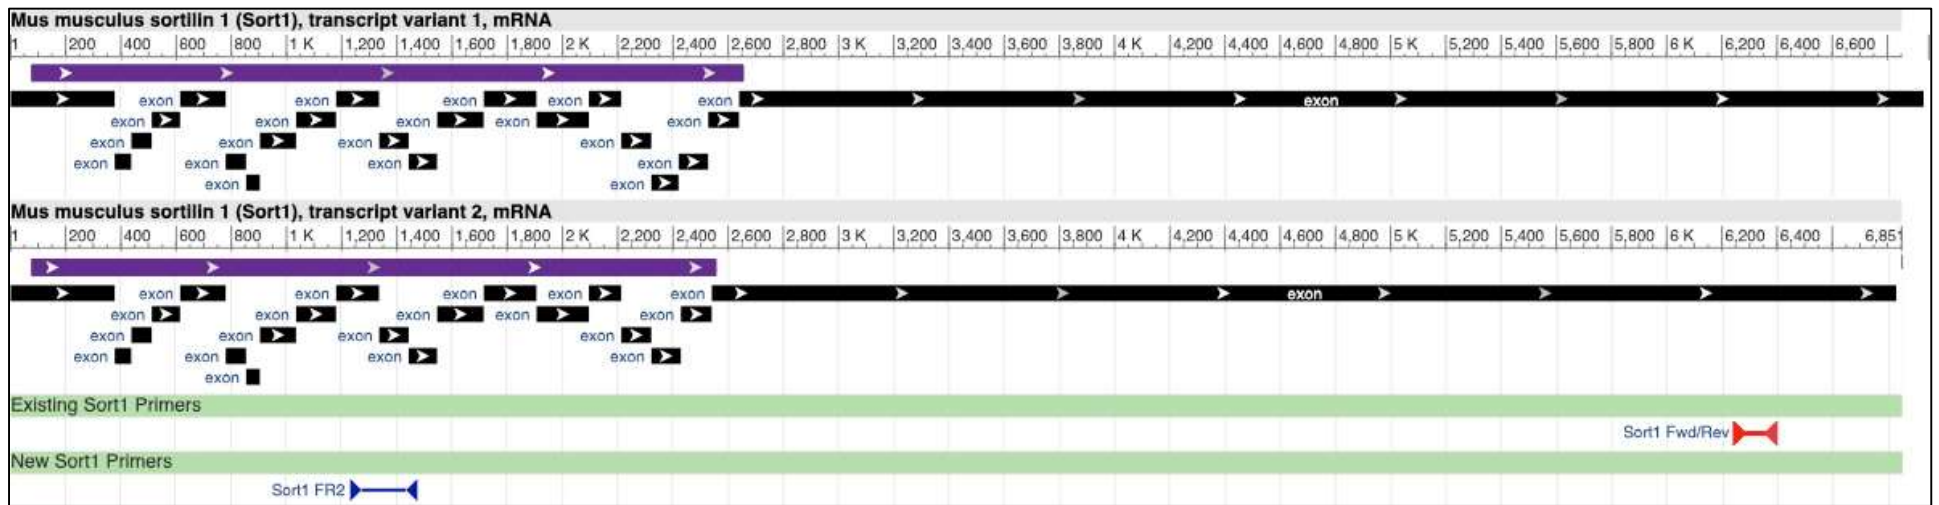 Mus musculus sortilin 1 (Sort1), transcript variant 1, mRNA
1 200 400 600 800 1 K 1,200 1,400 1,600 1,800 2 K 2,200 2,400 2,600 2,800 3 K 3,200 3,400 3,600 3,800 4 K 4,200 4,400 4,600 4,800 5 K 5,200 5,400 5,600 5,800 6 K 6,200 6,400 6,600
exon exon exon exon exon exon
exon exon exon exon exon
exon exon exon exon
exon exon exon exon
exon exon
Mus musculus sortilin 1 (Sort1), transcript variant 2, mRNA
1 200 400 600 800 1 K 1,200 1,400 1,600 1,800 2 K 2,200 2,400 2,600 2,800 3 K 3,200 3,400 3,600 3,800 4 K 4,200 4,400 4,600 4,800 5 K 5,200 5,400 5,600 5,800 6 K 6,200 6,400 6,851
exon exon exon exon exon exon
exon exon exon exon exon
exon exon exon exon
exon exon exon exon
exon
Existing Sort1 Primers
Sort1 Fwd/Rev
New Sort1 Primers
Sort1 FR2